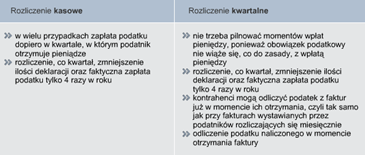 Rozliczenie kasowe
w wielu przypadkach zapłata podatku
dopiero w kwartale, w którym podatnik
otrzymuje pieniądze
rozliczenie, co kwartał, zmniejszenie
ilości deklaracji oraz faktyczna zapłata
podatku tylko 4 razy w roku
Rozliczenie kwartalne
nie trzeba pilnować momentów wpłat
pieniędzy, ponieważ obowiązek podatkowy
nie wiąże się, co do zasady, z wpłatą
pieniędzy
rozliczenie, co kwartał, zmniejszenie ilości
deklaracji oraz faktyczna zapłata podatku
tylko 4 razy w roku
kontrahenci mogą odliczyć podatek z faktur
już w momencie ich otrzymania, czyli tak samo
jak przy fakturach wystawianych przez
podatników rozliczających się miesięcznie
odliczenie podatku naliczonego w momencie
otrzymania faktury